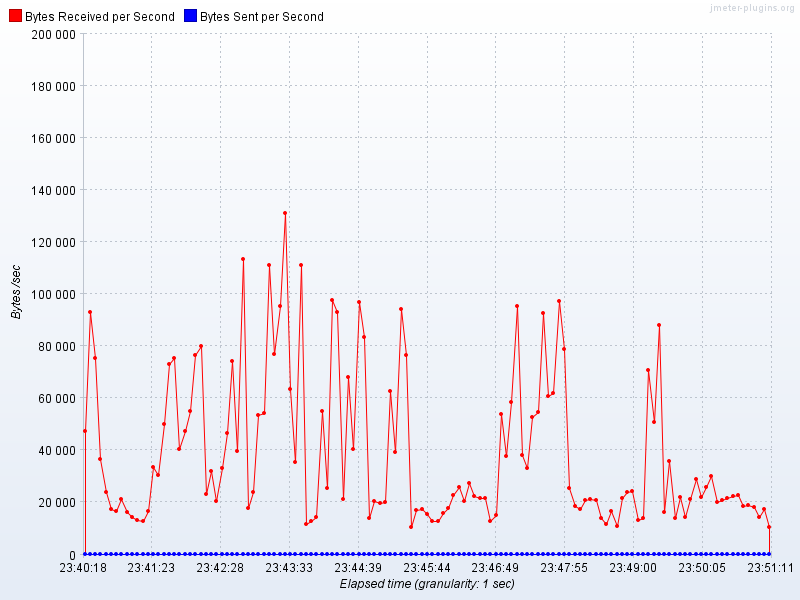 jmeter-plugins.org
Bytes Received per Second Bytes Sent per Second
200 000
180 000
160 000
140 000
120 000
100 000
80 000
60 000
40 000
20 000
0
Bytes /sec
23:40:18 23:41:23 23:42:28 23:43:33 23:44:39 23:45:44 23:46:49 23:47:55 23:49:00 23:50:05 23:51:11
Elapsed time (granularity: 1 sec)